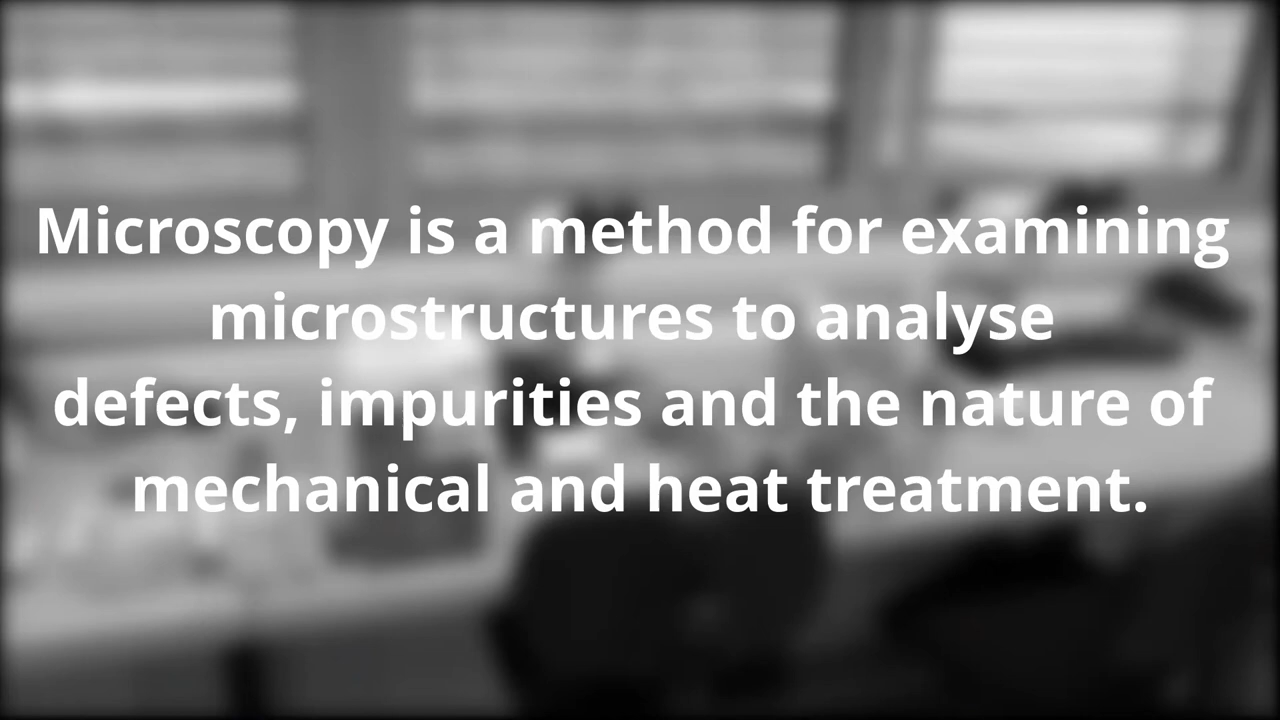 Microscopy is a method for examining
microstructures to analyse
defects, impurities and the nature of
mechanical and heat treatment.